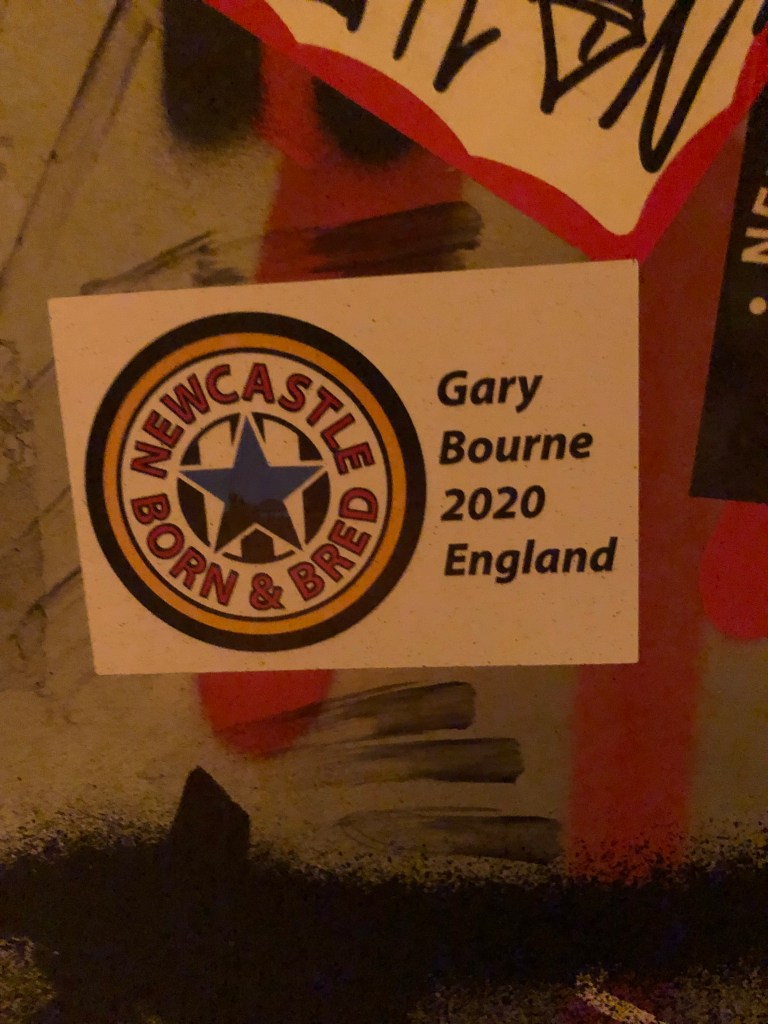 NEWCASTLE
BORN & BRED
Gary
Bourne
2020
England